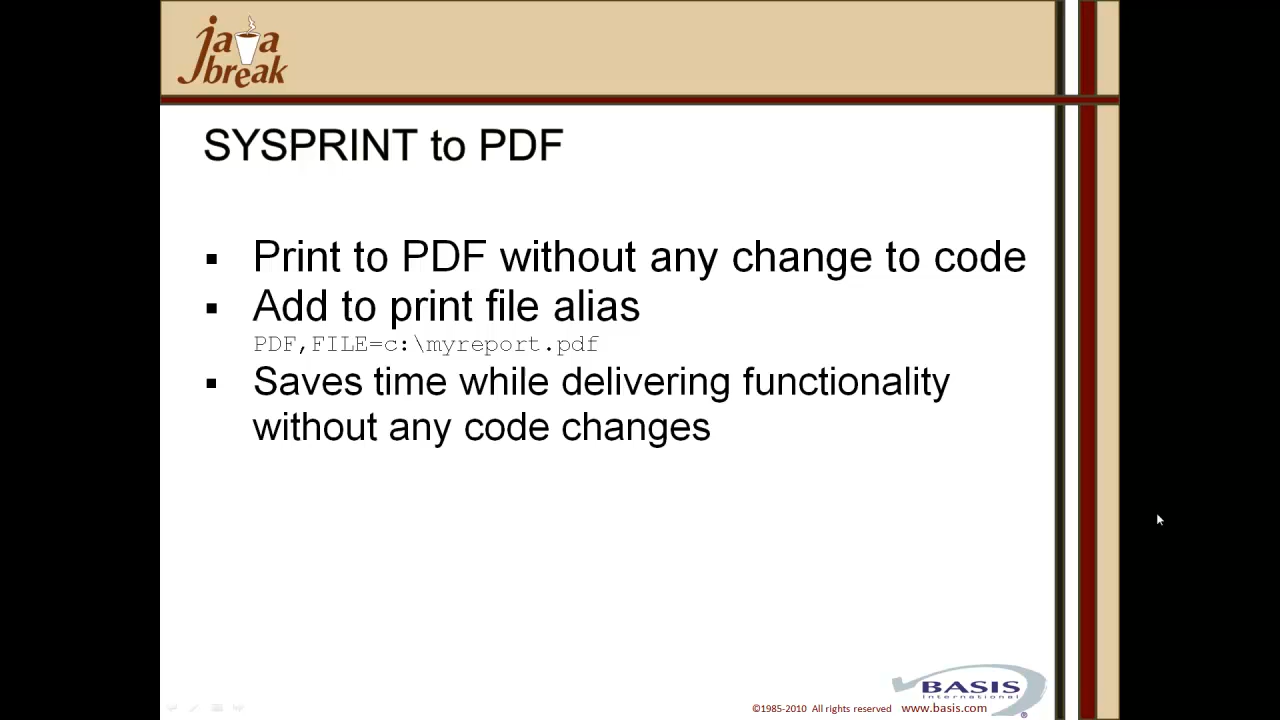 java
break
SYSPRINT to PDF
▪ Print to PDF without any change to code
▪ Add to print file alias
PDF,FILE=c:\myreport.pdf
▪ Saves time while delivering functionality
without any code changes
BASIS
International
®
©1985-2010 All rights reserved www.basis.com